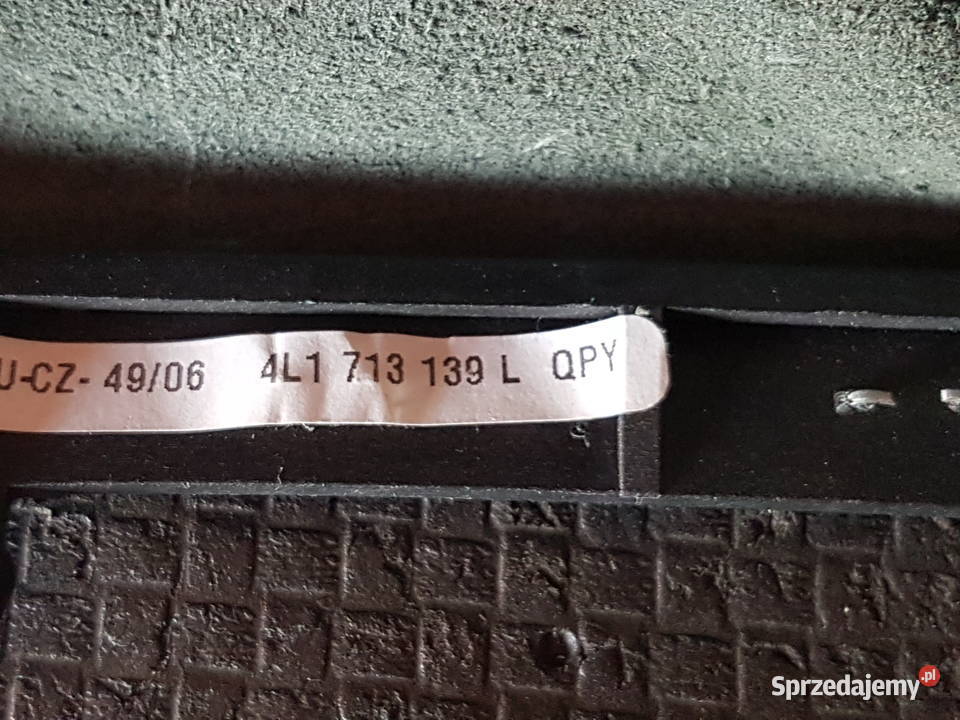 U-CZ- 49/06 4L1 713 139 L QPY
Sprzedajemy.pl